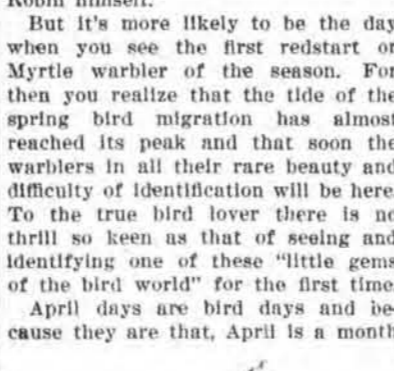 Robin himself.
But it's more likely to be the day
when you see the first redstart or
Myrtle warbler of the season. For
then you realize that the tide of the
spring bird migration has almost
reached its peak and that soon the
warblers in all their rare beauty and
difficulty of identification will be here
To the true bird lover there is no
thrill so keen as that of seeing and
identifying one of these "little gems
of the bird world" for the first time
April days are bird days and be-
cause they are that, April is a month